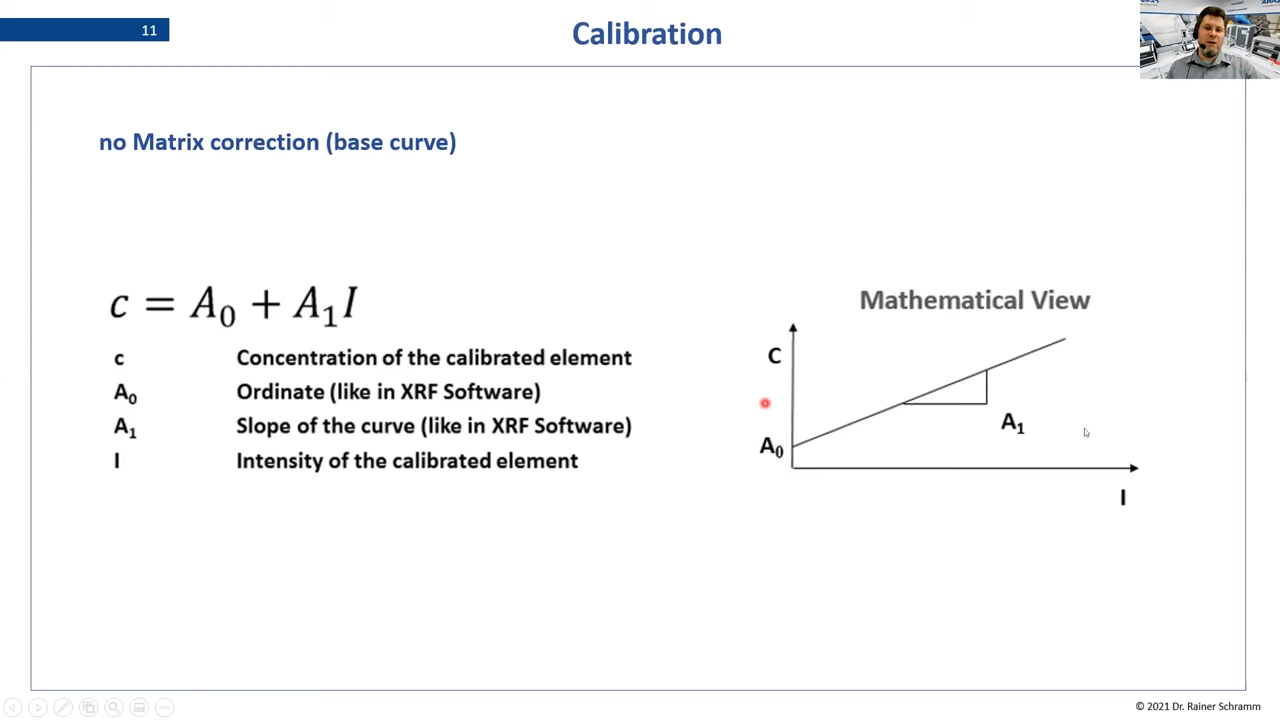 11
Calibration
no Matrix correction (base curve)
c = A₀ + A₁I
c Concentration of the calibrated element
A₀ Ordinate (like in XRF Software)
A₁ Slope of the curve (like in XRF Software)
I Intensity of the calibrated element
Mathematical View
C
A₀
A₁
I
© 2021 Dr. Rainer Schramm